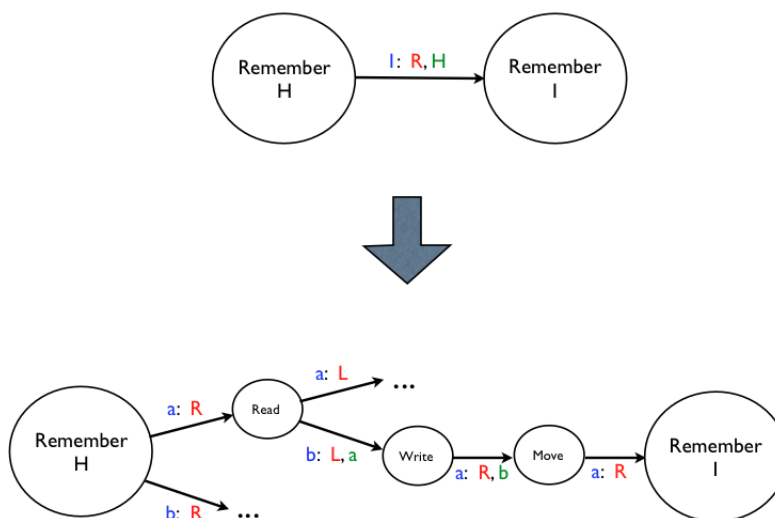 Remember
H
I: R, H
Remember
I
a: L
...
a: R
Read
Remember
H
b: L, a
Write
a: R, b
Move
a: R
Remember
I
b: R
...